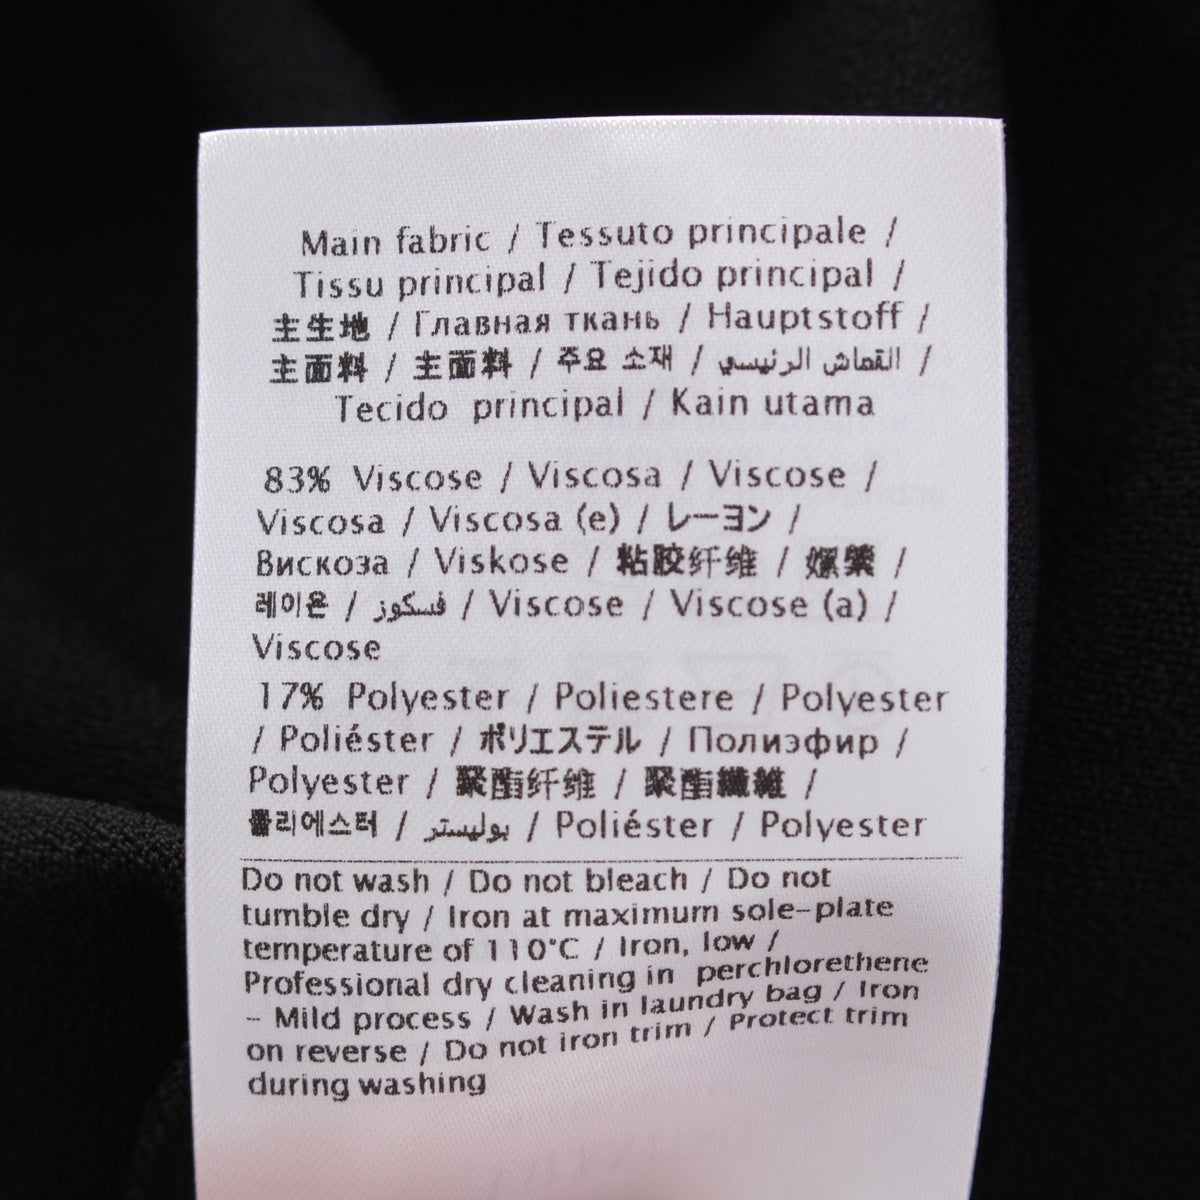 Main fabric / Tessuto principale /
Tissu principal / Tejido principal /
主生地 / Главная ткань / Hauptstoff /
主面料 / 主面料 / 주요 소재 / القماش الرئيسي /
Tecido principal / Kain utama
83% Viscose / Viscosa / Viscose /
Viscosa / Viscosa (e) / レーヨン /
Вискоза / Viskose / 粘胶纤维 / 嫘縈 /
레이온 / فسكوز / Viscose / Viscose (a) /
Viscose
17% Polyester / Poliestere / Polyester
/ Poliéster / ポリエステル / Полиэфир /
Polyester / 聚酯纤维 / 聚酯纖維 /
폴리에스터 / بوليستر / Poliéster / Polyester
Do not wash / Do not bleach / Do not
tumble dry / Iron at maximum sole-plate
temperature of 110°C / Iron, low /
Professional dry cleaning in perchlorethene
- Mild process / Wash in laundry bag / Iron
on reverse / Do not iron trim / Protect trim
during washing